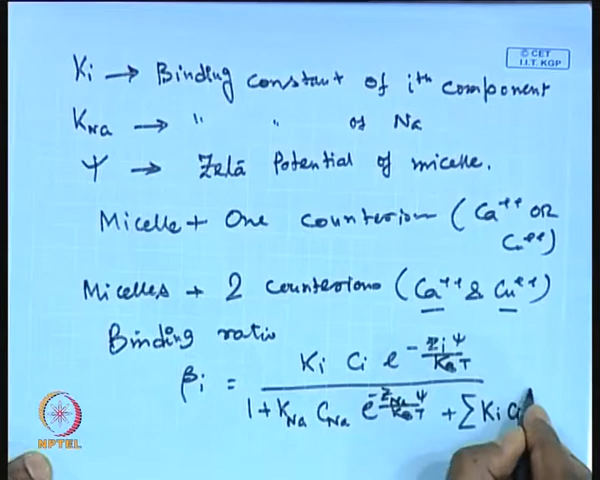 © CET
I.I.T. KGP
Ki → Binding constant of ith component
KNa → " " of Na
Ψ → Zeta Potential of micelle.
Micelle + One counterion (Ca++ OR
Cu++)
Micelles + 2 counterions (Ca++ & Cu++)
Binding ratio
βi = Ki Ci e^-ziΨ/KBT / 1 + KNa CNa e^-zNaΨ/KBT + ∑ Ki Ci
NPTEL